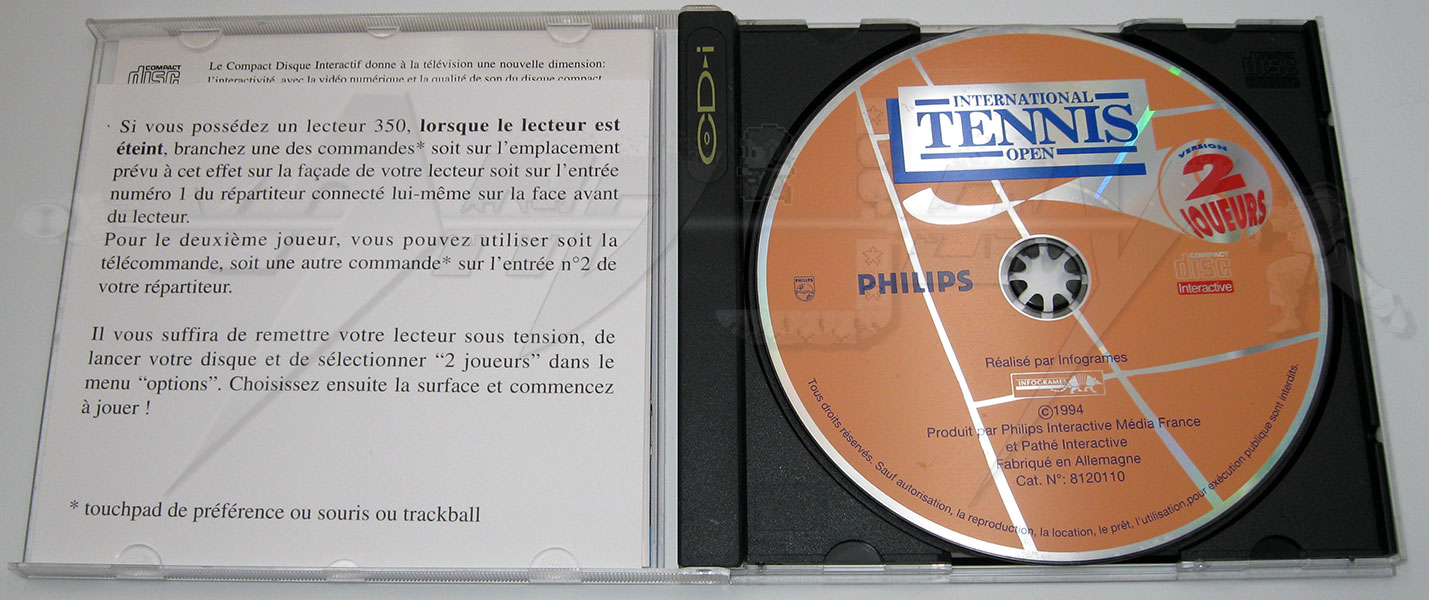 COMPACT
disc
Le Compact Disque Interactif donne à la télévision une nouvelle dimension:
l'interactivité, avec la vidéo numérique et la qualité de son du disque compact
· Si vous possédez un lecteur 350, lorsque le lecteur est
éteint, branchez une des commandes* soit sur l'emplacement
prévu à cet effet sur la façade de votre lecteur soit sur l'entrée
numéro 1 du répartiteur connecté lui-même sur la face avant
du lecteur.
Pour le deuxième joueur, vous pouvez utiliser soit la
télécommande, soit une autre commande* sur l'entrée n°2 de
votre répartiteur.
Il vous suffira de remettre votre lecteur sous tension, de
lancer votre disque et de sélectionner “2 joueurs” dans le
menu “options”. Choisissez ensuite la surface et commencez
à jouer !
* touchpad de préférence ou souris ou trackball
CD-i
INTERNATIONAL
TENNIS
OPEN
VERSION
2
JOUEURS
PHILIPS
PHILIPS
COMPACT
disc
Interactive
Réalisé par Infogrames
INFOGRAMES
©1994
Produit par Philips Interactive Média France
et Pathé Interactive
Fabriqué en Allemagne
Cat. N°: 8120110
Tous droits réservés. Sauf autorisation, la reproduction, la location, le prêt, l'utilisation,pour exécution publique sont interdits.
COMPACT
disc